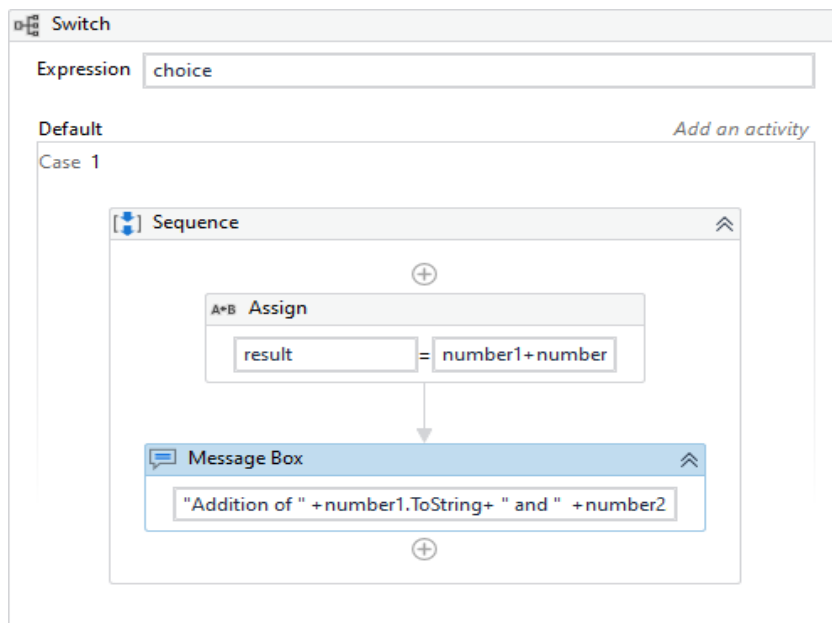 Switch
Expression choice
Default Add an activity
Case 1
Sequence
A+B Assign
result = number1+number
Message Box
"Addition of " +number1.ToString+ " and " +number2